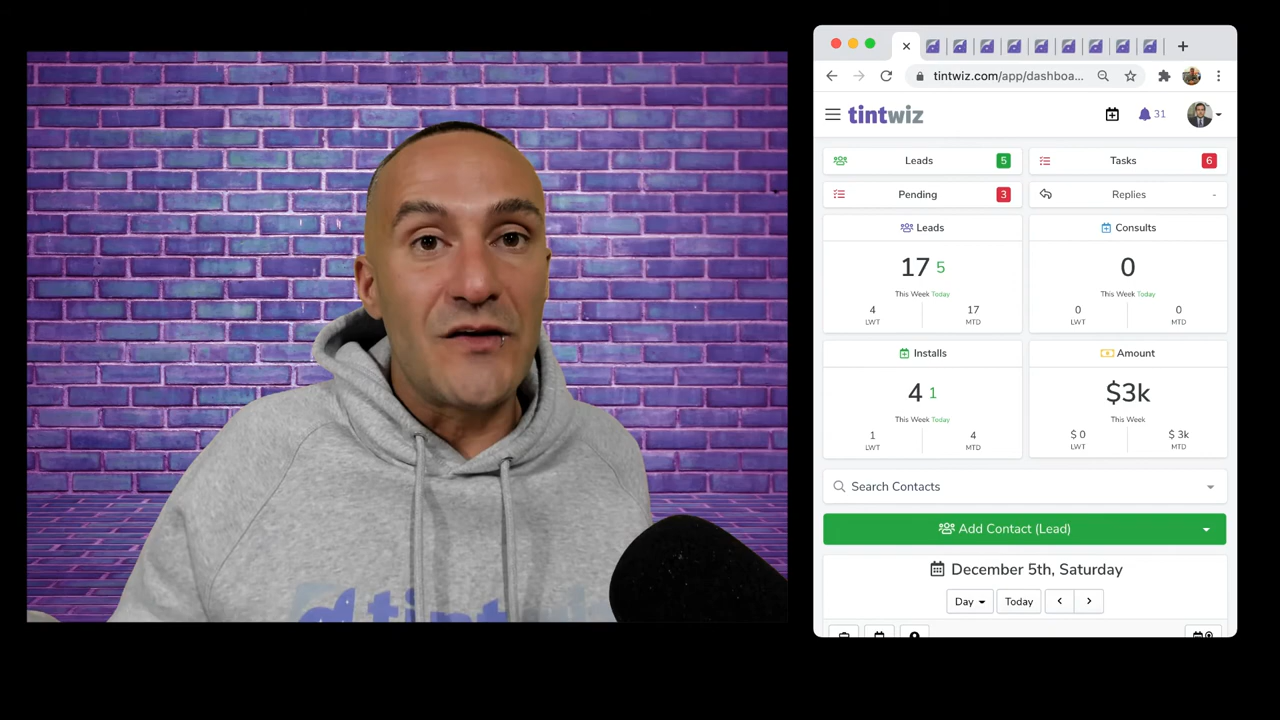 tintwiz
tintwiz.com/app/dashboa...
tintwiz
31
Leads 5
Tasks 6
Pending 3
Replies -
Leads
17 5
This Week Today
4
LWT
17
MTD
Consults
0
This Week Today
0
LWT
0
MTD
Installs
4 1
This Week Today
1
LWT
4
MTD
Amount
$3k
This Week
$ 0
LWT
$ 3k
MTD
Search Contacts
Add Contact (Lead)
December 5th, Saturday
Day
Today